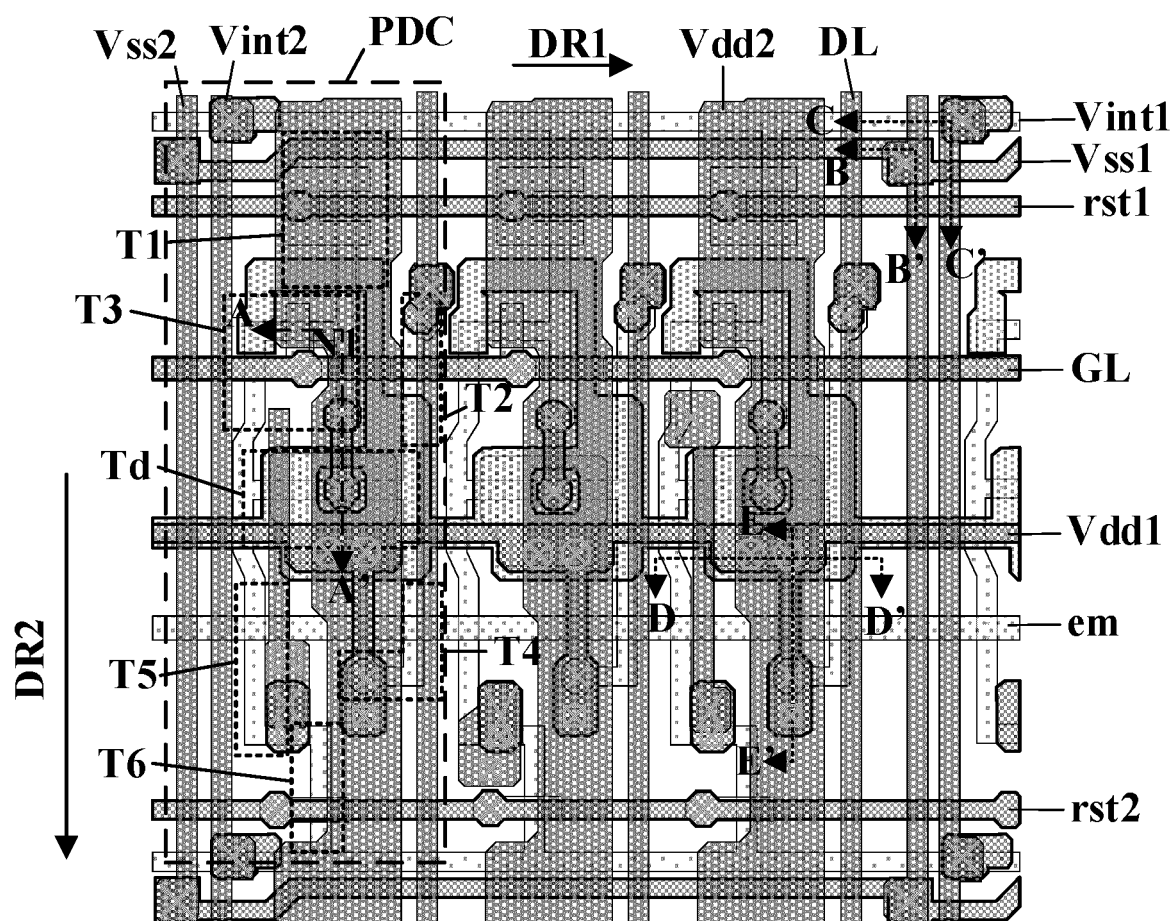 Vss2 Vint2 PDC DR1 Vdd2 DL
Vint1
C
Vss1
B
rst1
T1
B' C'
T3
A N1
GL
T2
Td
E
Vdd1
A'
D D'
em
DR2
T5 T4
T6 E'
rst2